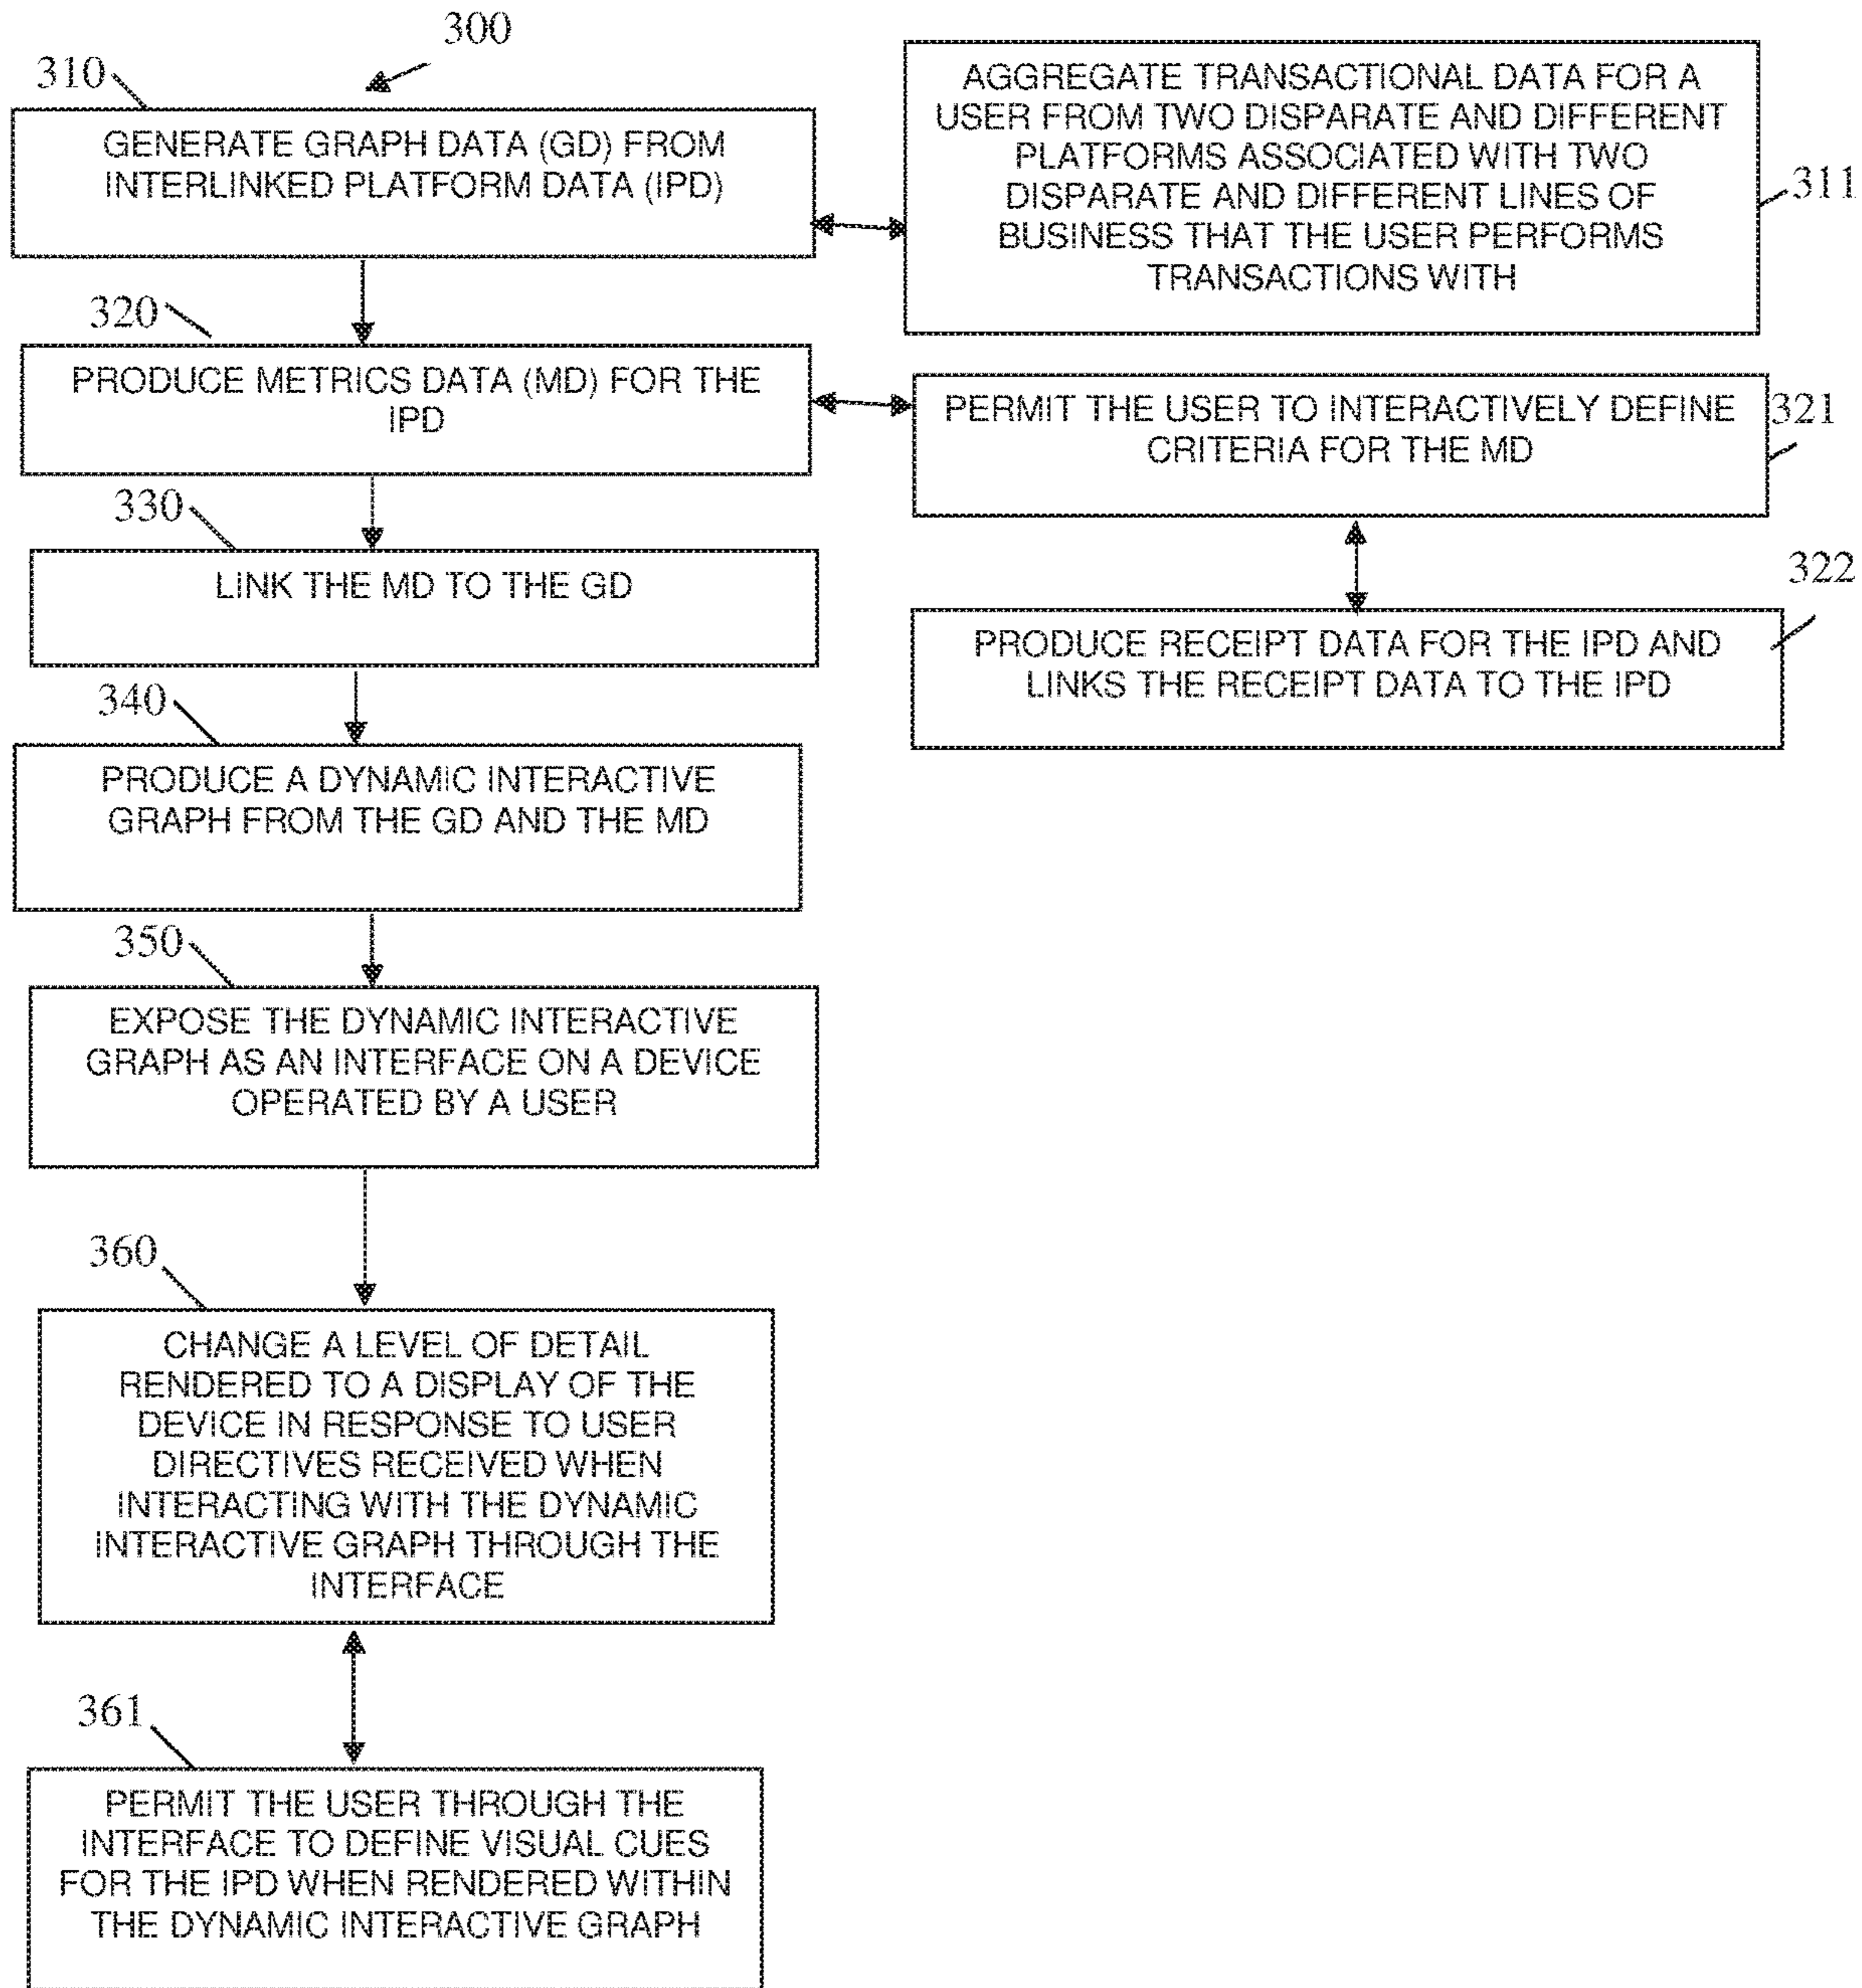 300
310
GENERATE GRAPH DATA (GD) FROM
INTERLINKED PLATFORM DATA (IPD)
AGGREGATE TRANSACTIONAL DATA FOR A
USER FROM TWO DISPARATE AND DIFFERENT
PLATFORMS ASSOCIATED WITH TWO
DISPARATE AND DIFFERENT LINES OF
BUSINESS THAT THE USER PERFORMS
TRANSACTIONS WITH
311
320
PRODUCE METRICS DATA (MD) FOR THE
IPD
PERMIT THE USER TO INTERACTIVELY DEFINE
CRITERIA FOR THE MD
321
330
LINK THE MD TO THE GD
322
PRODUCE RECEIPT DATA FOR THE IPD AND
LINKS THE RECEIPT DATA TO THE IPD
340
PRODUCE A DYNAMIC INTERACTIVE
GRAPH FROM THE GD AND THE MD
350
EXPOSE THE DYNAMIC INTERACTIVE
GRAPH AS AN INTERFACE ON A DEVICE
OPERATED BY A USER
360
CHANGE A LEVEL OF DETAIL
RENDERED TO A DISPLAY OF THE
DEVICE IN RESPONSE TO USER
DIRECTIVES RECEIVED WHEN
INTERACTING WITH THE DYNAMIC
INTERACTIVE GRAPH THROUGH THE
INTERFACE
361
PERMIT THE USER THROUGH THE
INTERFACE TO DEFINE VISUAL CUES
FOR THE IPD WHEN RENDERED WITHIN
THE DYNAMIC INTERACTIVE GRAPH